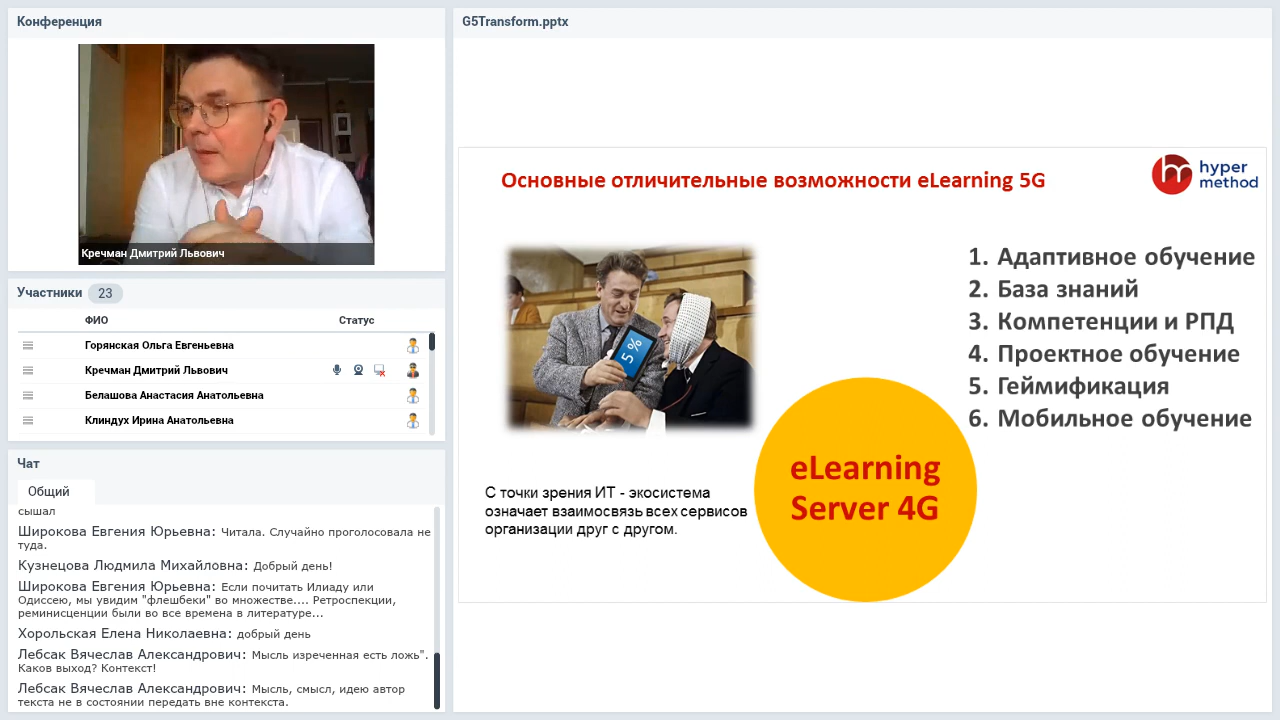 Конференция
Кречман Дмитрий Львович
Участники 23
ФИО Статус
Горянская Ольга Евгеньевна
Кречман Дмитрий Львович
Белашова Анастасия Анатольевна
Клиндух Ирина Анатольевна
Чат
Общий
сышал
Широкова Евгения Юрьевна: Читала. Случайно проголосовала не
туда.
Кузнецова Людмила Михайловна: Добрый день!
Широкова Евгения Юрьевна: Если почитать Илиаду или
Одиссею, мы увидим "флешбеки" во множестве.... Ретроспекции,
реминисценции были во все времена в литературе...
Хорольская Елена Николаевна: добрый день
Лебсак Вячеслав Александрович: Мысль изреченная есть ложь".
Каков выход? Контекст!
Лебсак Вячеслав Александрович: Мысль, смысл, идею автор
текста не в состоянии передать вне контекста.
G5Transform.pptx
Основные отличительные возможности eLearning 5G
hyper
method
5 %
1. Адаптивное обучение
2. База знаний
3. Компетенции и РПД
4. Проектное обучение
5. Геймификация
6. Мобильное обучение
eLearning
Server 4G
С точки зрения ИТ - экосистема
означает взаимосвязь всех сервисов
организации друг с другом.